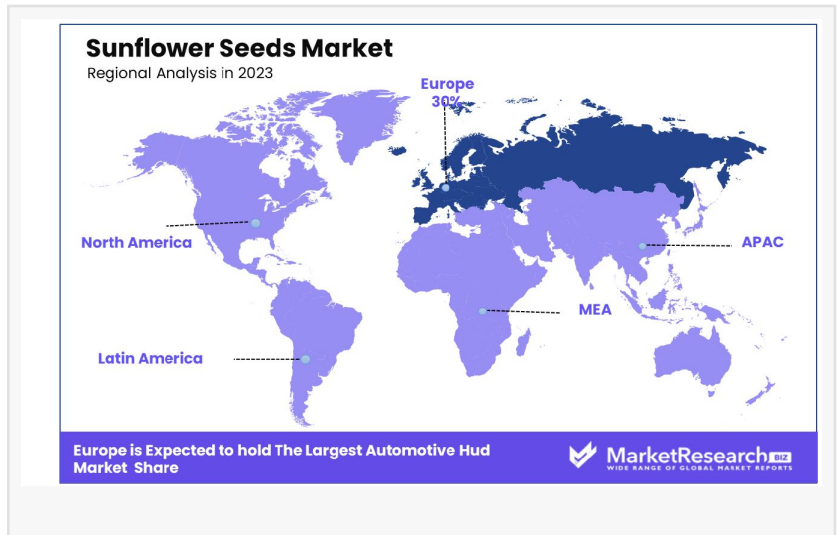 Sunflower Seeds Market
Regional Analysis in 2023
Europe
30%
North America
APAC
MEA
Latin America
Europe is Expected to hold The Largest Automotive Hud
Market Share
MarketResearch BIZ
WIDE RANGE OF GLOBAL MARKET REPORTS